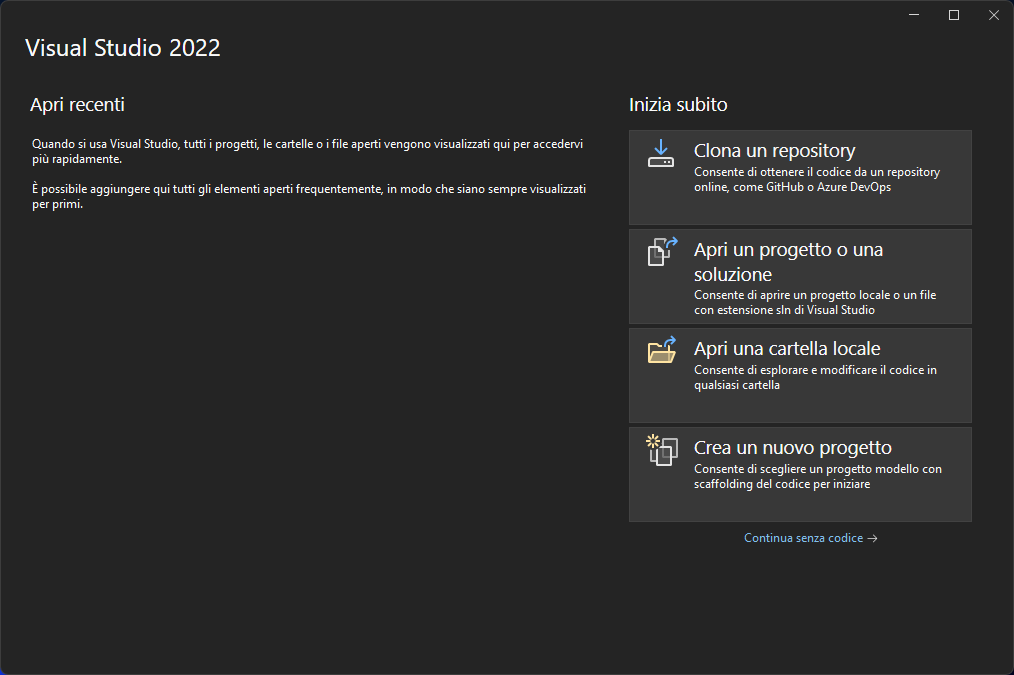 Visual Studio 2022
Apri recenti
Quando si usa Visual Studio, tutti i progetti, le cartelle o i file aperti vengono visualizzati qui per accedervi
più rapidamente.
È possibile aggiungere qui tutti gli elementi aperti frequentemente, in modo che siano sempre visualizzati
per primi.
Inizia subito
Clona un repository
Consente di ottenere il codice da un repository
online, come GitHub o Azure DevOps
Apri un progetto o una
soluzione
Consente di aprire un progetto locale o un file
con estensione sln di Visual Studio
Apri una cartella locale
Consente di esplorare e modificare il codice in
qualsiasi cartella
Crea un nuovo progetto
Consente di scegliere un progetto modello con
scaffolding del codice per iniziare
Continua senza codice →